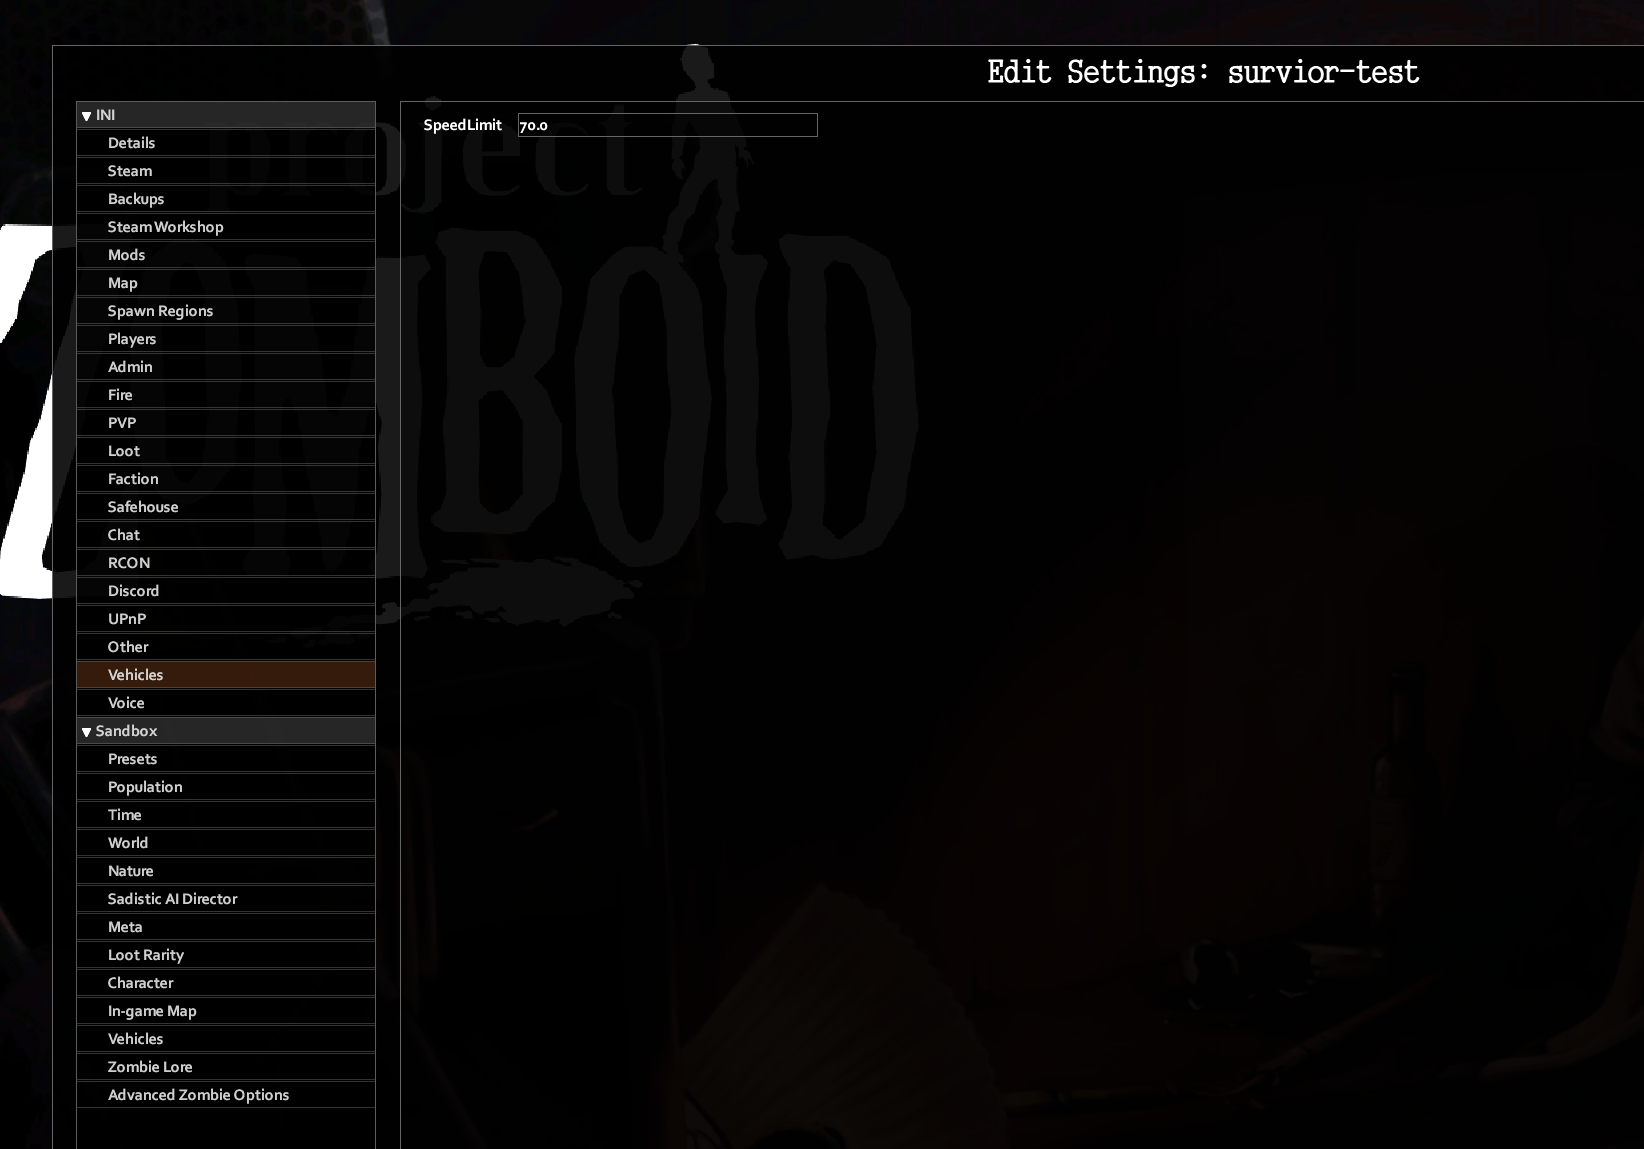 Edit Settings: survior-test
INI
Details
Steam
Backups
Steam Workshop
Mods
Map
Spawn Regions
Players
Admin
Fire
PVP
Loot
Faction
Safehouse
Chat
RCON
Discord
UPnP
Other
Vehicles
Voice
Sandbox
Presets
Population
Time
World
Nature
Sadistic AI Director
Meta
Loot Rarity
Character
In-game Map
Vehicles
Zombie Lore
Advanced Zombie Options
SpeedLimit 70.0
project
ZOMBOID